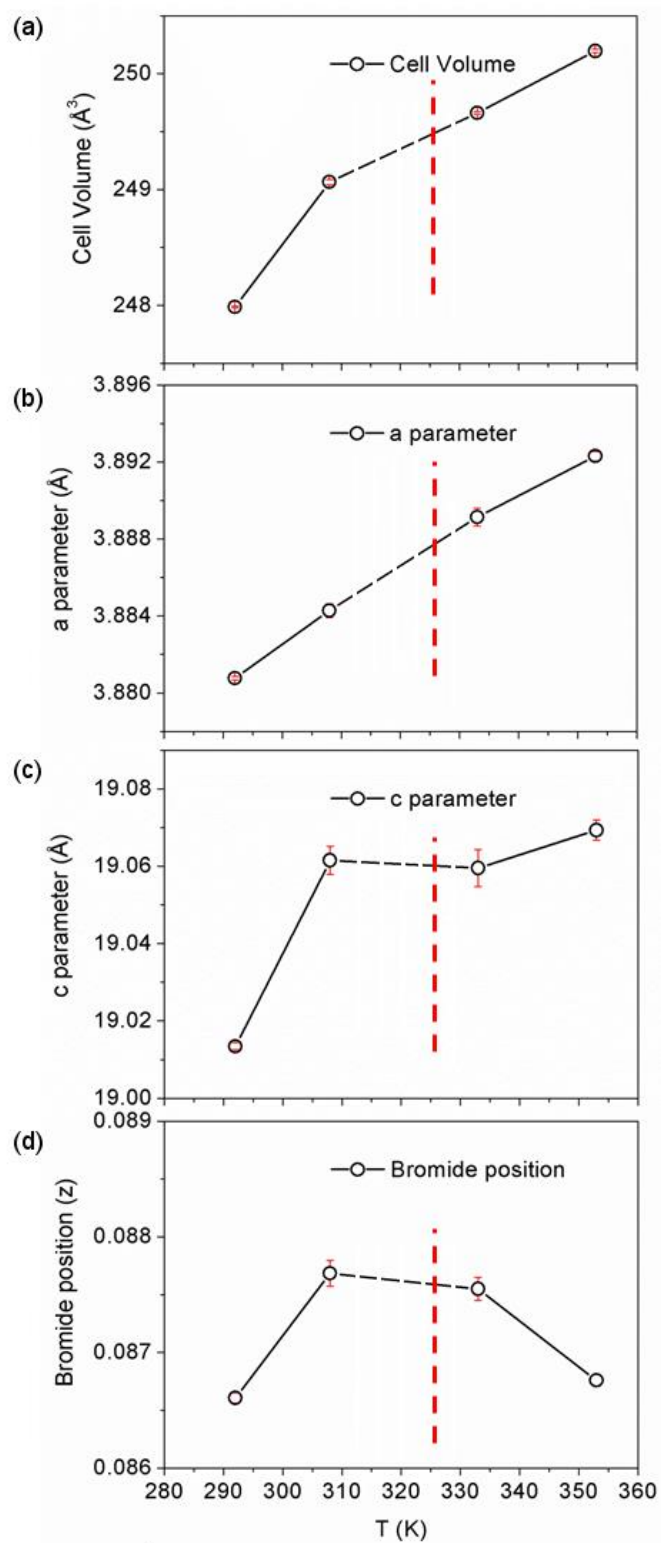 (a)
Cell Volume
250
249
248
Cell Volume (Å³)
(b)
a parameter
3.896
3.892
3.888
3.884
3.880
a parameter (Å)
(c)
c parameter
19.08
19.06
19.04
19.02
19.00
c parameter (Å)
(d)
Bromide position
0.089
0.088
0.087
0.086
Bromide position (z)
280 290 300 310 320 330 340 350 360
T (K)